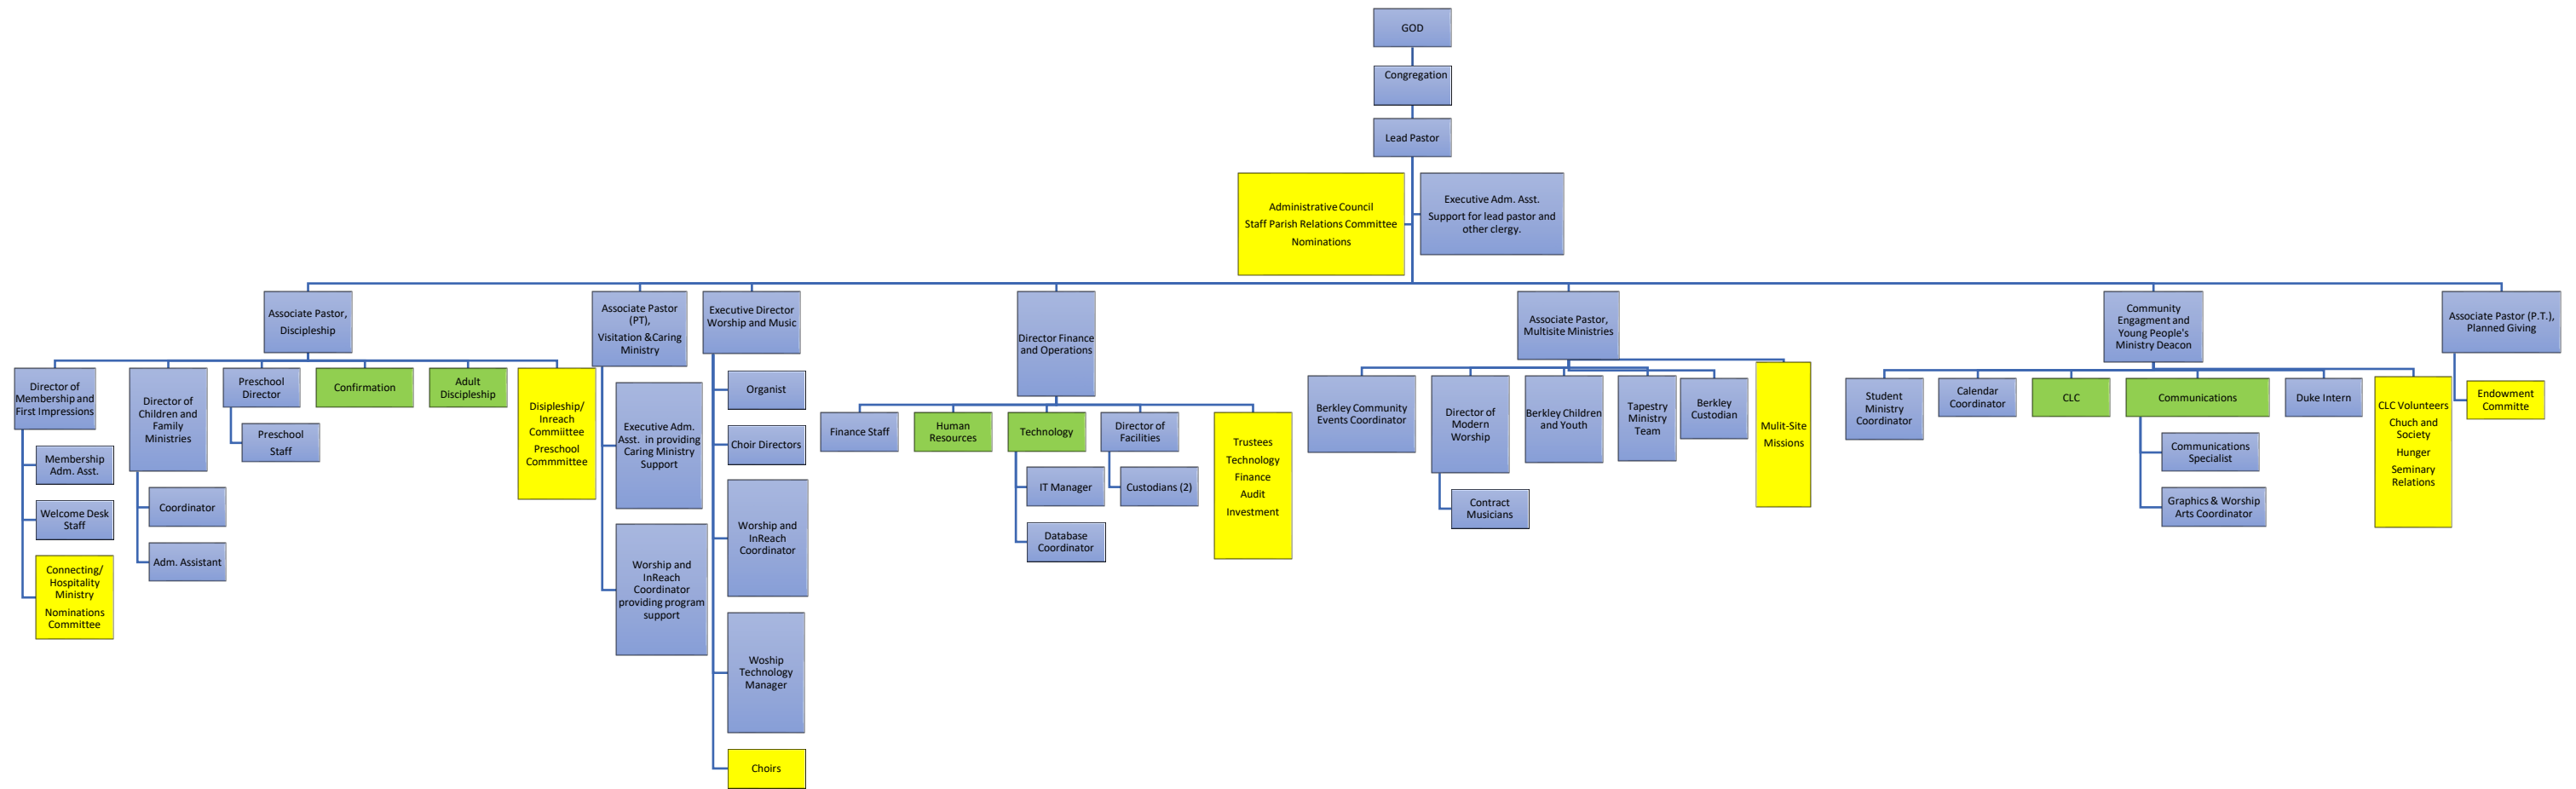 GOD
Congregation
Lead Pastor
Administrative Council
Staff Parish Relations Committee
Nominations
Executive Adm. Asst.
Support for lead pastor and
other clergy.
Associate Pastor,
Discipleship
Director of
Membership and
First Impressions
Membership
Adm. Asst.
Welcome Desk
Staff
Connecting/
Hospitality
Ministry
Nominations
Committee
Director of
Children and
Family
Ministries
Coordinator
Adm. Assistant
Preschool
Director
Preschool
Staff
Confirmation
Adult
Discipleship
Disipleship/
Inreach
Commiittee
Preschool
Commmittee
Associate Pastor
(PT),
Visitation &Caring
Ministry
Executive Adm.
Asst. in providing
Caring Ministry
Support
Worship and
InReach
Coordinator
providing program
support
Executive Director
Worship and Music
Organist
Choir Directors
Worship and
InReach
Coordinator
Woship
Technology
Manager
Choirs
Director Finance
and Operations
Finance Staff
Human
Resources
Technology
IT Manager
Database
Coordinator
Director of
Facilities
Custodians (2)
Trustees
Technology
Finance
Audit
Investment
Associate Pastor,
Multisite Ministries
Berkley Community
Events Coordinator
Director of
Modern
Worship
Contract
Musicians
Berkley Children
and Youth
Tapestry
Ministry
Team
Berkley
Custodian
Mulit-Site
Missions
Community
Engagment and
Young People's
Ministry Deacon
Student
Ministry
Coordinator
Calendar
Coordinator
CLC
Communications
Communications
Specialist
Graphics & Worship
Arts Coordinator
Duke Intern
CLC Volunteers
Chuch and
Society
Hunger
Seminary
Relations
Associate Pastor (P.T.),
Planned Giving
Endowment
Committe